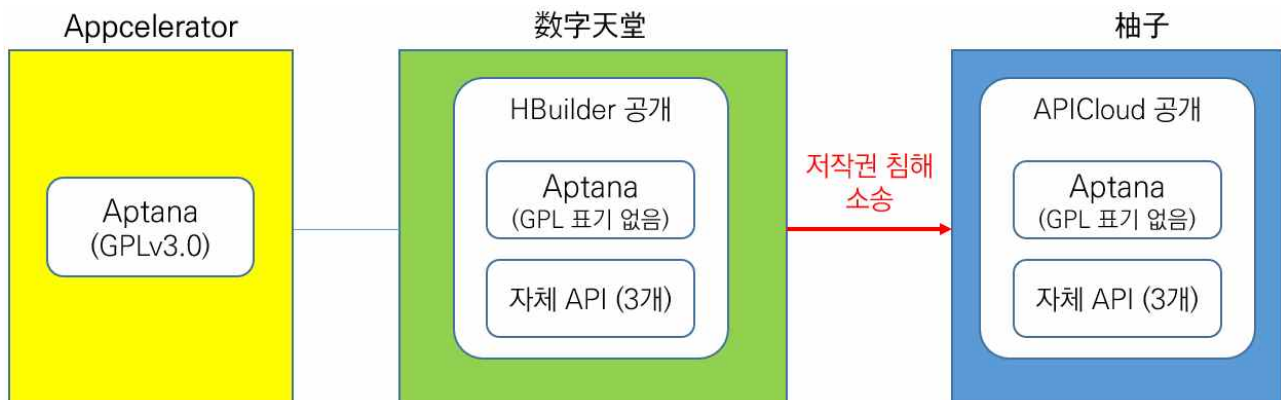 Appcelerator
Aptana
(GPLv3.0)
数字天堂
HBuilder 공개
Aptana
(GPL 표기 없음)
자체 API (3개)
저작권 침해
소송
柚子
APICloud 공개
Aptana
(GPL 표기 없음)
자체 API (3개)